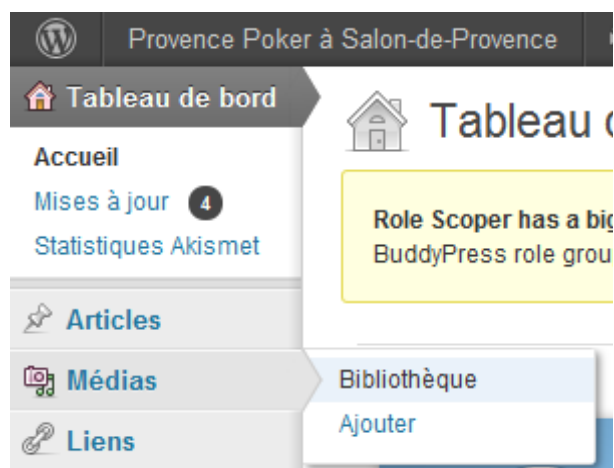 Provence Poker à Salon-de-Provence
Tableau de bord
Accueil
Mises à jour 4
Statistiques Akismet
Articles
Médias
Liens
Tableau
Role Scoper has a big
BuddyPress role grou
Bibliothèque
Ajouter